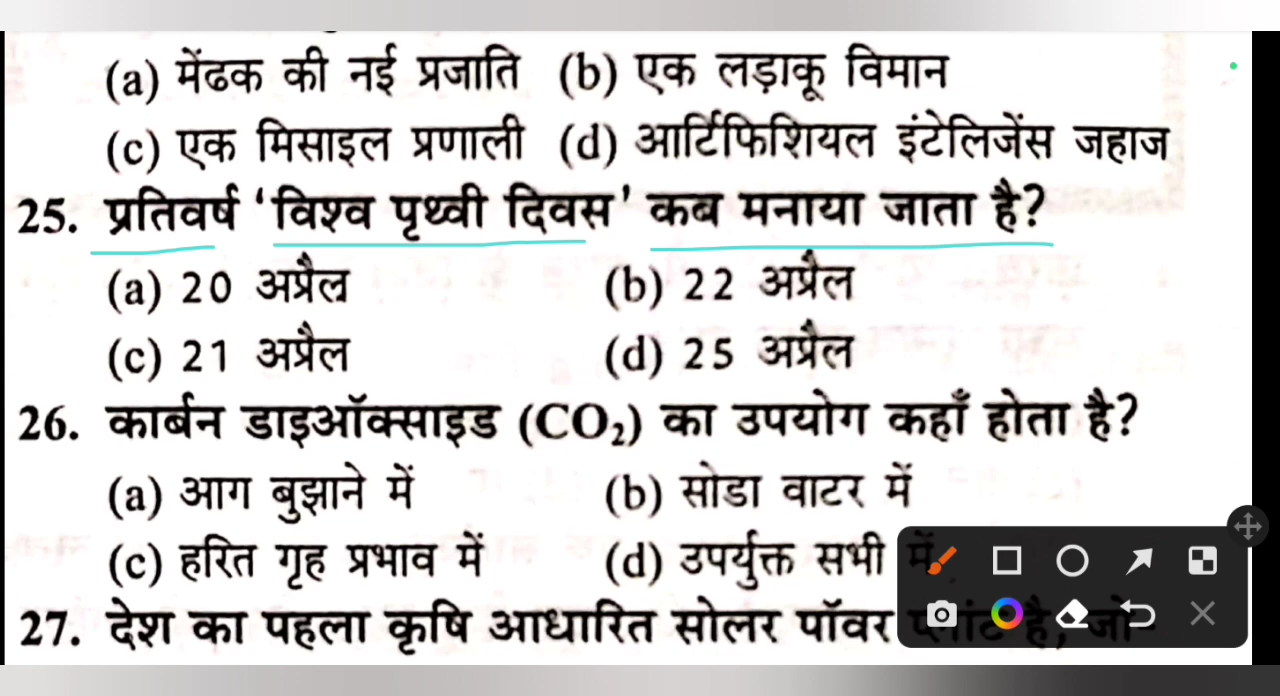 (a) मेंढक की नई प्रजाति (b) एक लड़ाकू विमान
(c) एक मिसाइल प्रणाली (d) आर्टिफिशियल इंटेलिजेंस जहाज
25. प्रतिवर्ष ‘विश्व पृथ्वी दिवस’ कब मनाया जाता है?
(a) 20 अप्रैल (b) 22 अप्रैल
(c) 21 अप्रैल (d) 25 अप्रैल
26. कार्बन डाइऑक्साइड (CO₂) का उपयोग कहाँ होता है?
(a) आग बुझाने में (b) सोडा वाटर में
(c) हरित गृह प्रभाव में (d) उपर्युक्त सभी में
27. देश का पहला कृषि आधारित सोलर पॉवर प्लांट है, जो-